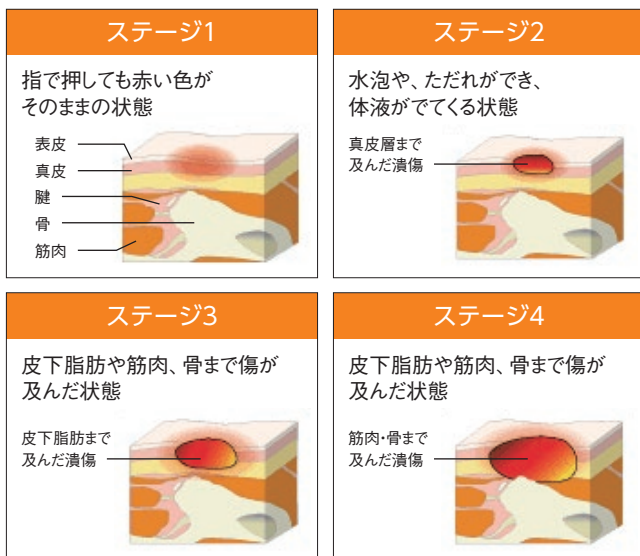 ステージ1
指で押しても赤い色が
そのままの状態
表皮
真皮
腱
骨
筋肉
ステージ2
水泡や、ただれができ、
体液がでてくる状態
真皮層まで
及んだ潰傷
ステージ3
皮下脂肪や筋肉、骨まで傷が
及んだ状態
皮下脂肪まで
及んだ潰傷
ステージ4
皮下脂肪や筋肉、骨まで傷が
及んだ状態
筋肉・骨まで
及んだ潰傷